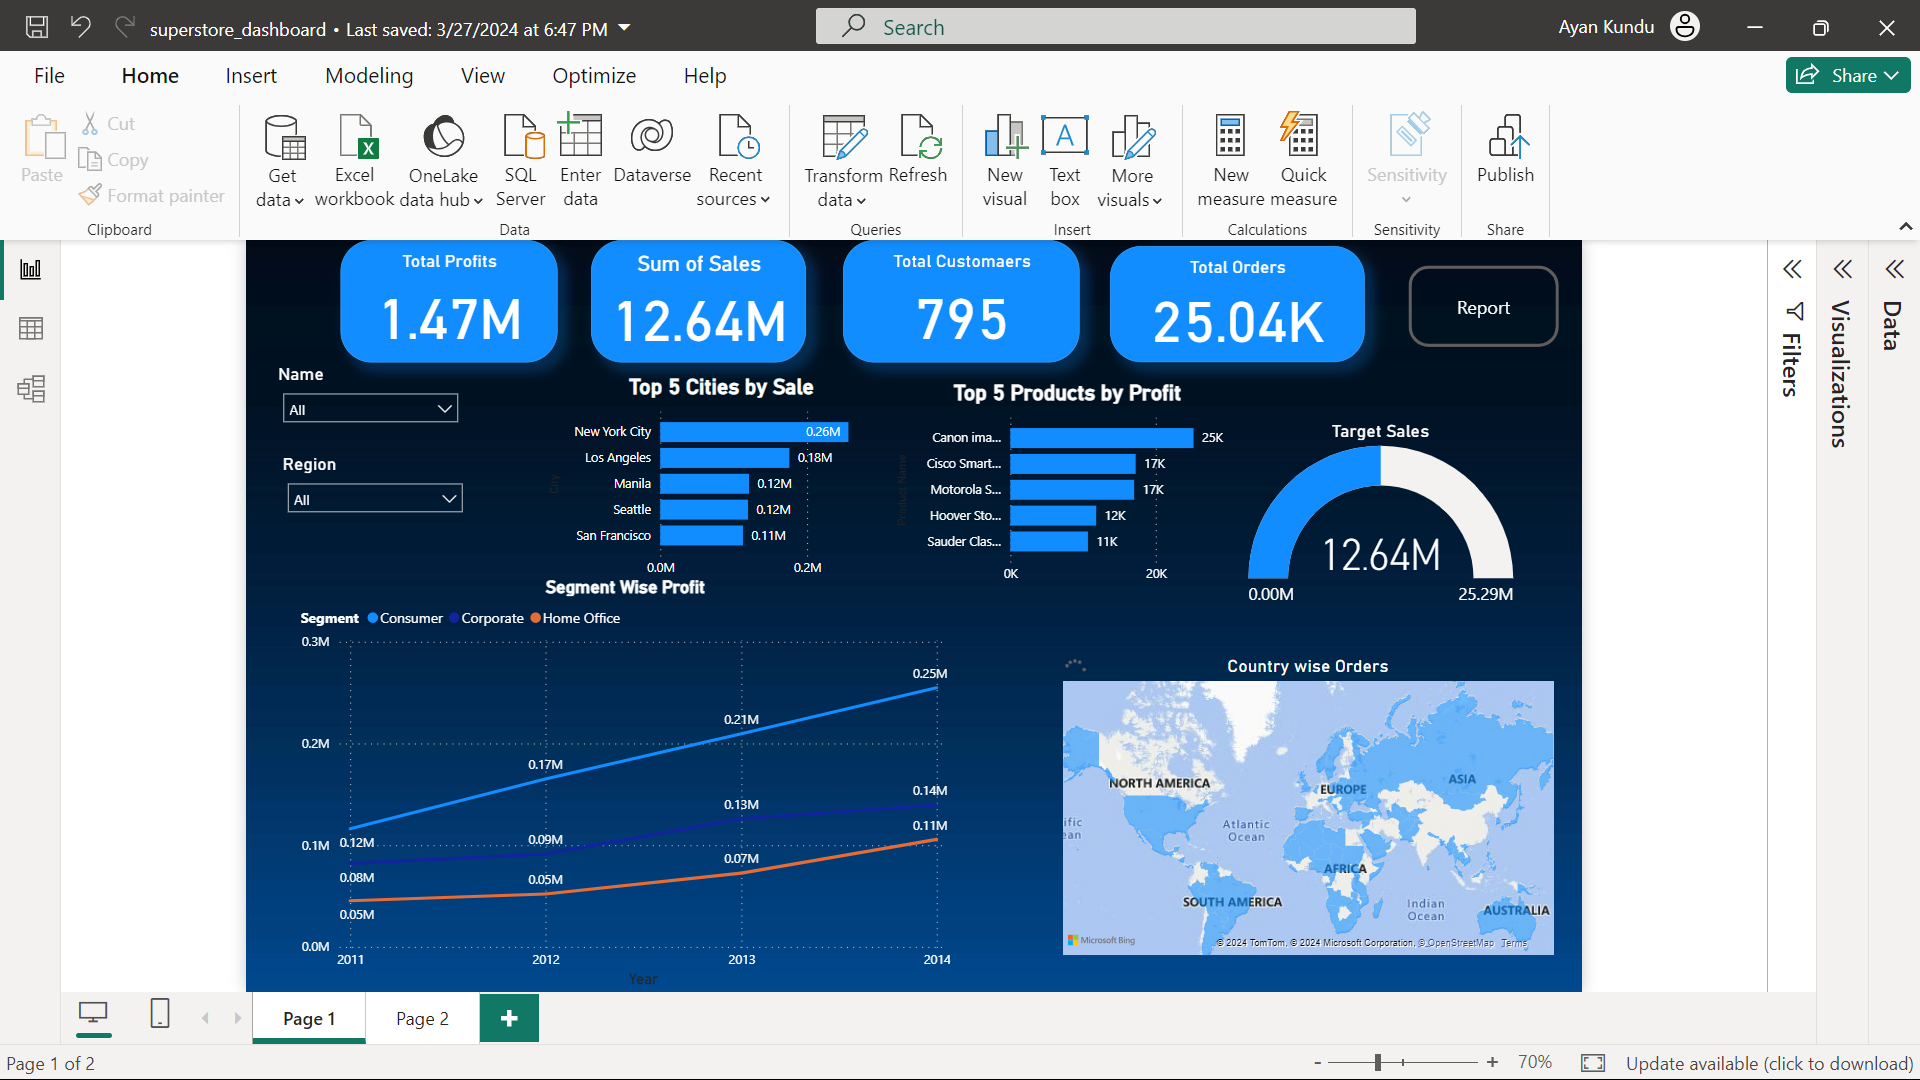 superstore_dashboard • Last saved: 3/27/2024 at 6:47 PM
Search
Ayan Kundu
File Home Insert Modeling View Optimize Help
Share
Paste
Cut
Copy
Format painter
Clipboard
Get data
Excel workbook
OneLake data hub
SQL Server
Enter data
Dataverse
Recent sources
Data
Transform data
Refresh
Queries
New visual
Text box
More visuals
Insert
New measure
Quick measure
Calculations
Sensitivity
Sensitivity
Publish
Share
Total Profits
1.47M
Sum of Sales
12.64M
Total Customaers
795
Total Orders
25.04K
Report
Name
All
Region
All
Top 5 Cities by Sale
City
New York City 0.26M
Los Angeles 0.18M
Manila 0.12M
Seattle 0.12M
San Francisco 0.11M
0.0M 0.2M
Top 5 Products by Profit
Product Name
Canon ima... 25K
Cisco Smart... 17K
Motorola S... 17K
Hoover Sto... 12K
Sauder Clas... 11K
0K 20K
Target Sales
12.64M
0.00M 25.29M
Segment Wise Profit
Segment Consumer Corporate Home Office
0.3M
0.2M
0.1M
0.0M
0.12M 0.17M 0.21M 0.25M
0.08M 0.09M 0.13M 0.14M
0.05M 0.05M 0.07M 0.11M
2011 2012 2013 2014
Year
Country wise Orders
NORTH AMERICA
EUROPE
ASIA
Atlantic Ocean
ific
ean
AFRICA
SOUTH AMERICA
Indian Ocean
AUSTRALIA
Microsoft Bing
© 2024 TomTom, © 2024 Microsoft Corporation, © OpenStreetMap Terms
Filters
Visualizations
Data
Page 1
Page 2
+
Page 1 of 2
- + 70%
Update available (click to download)